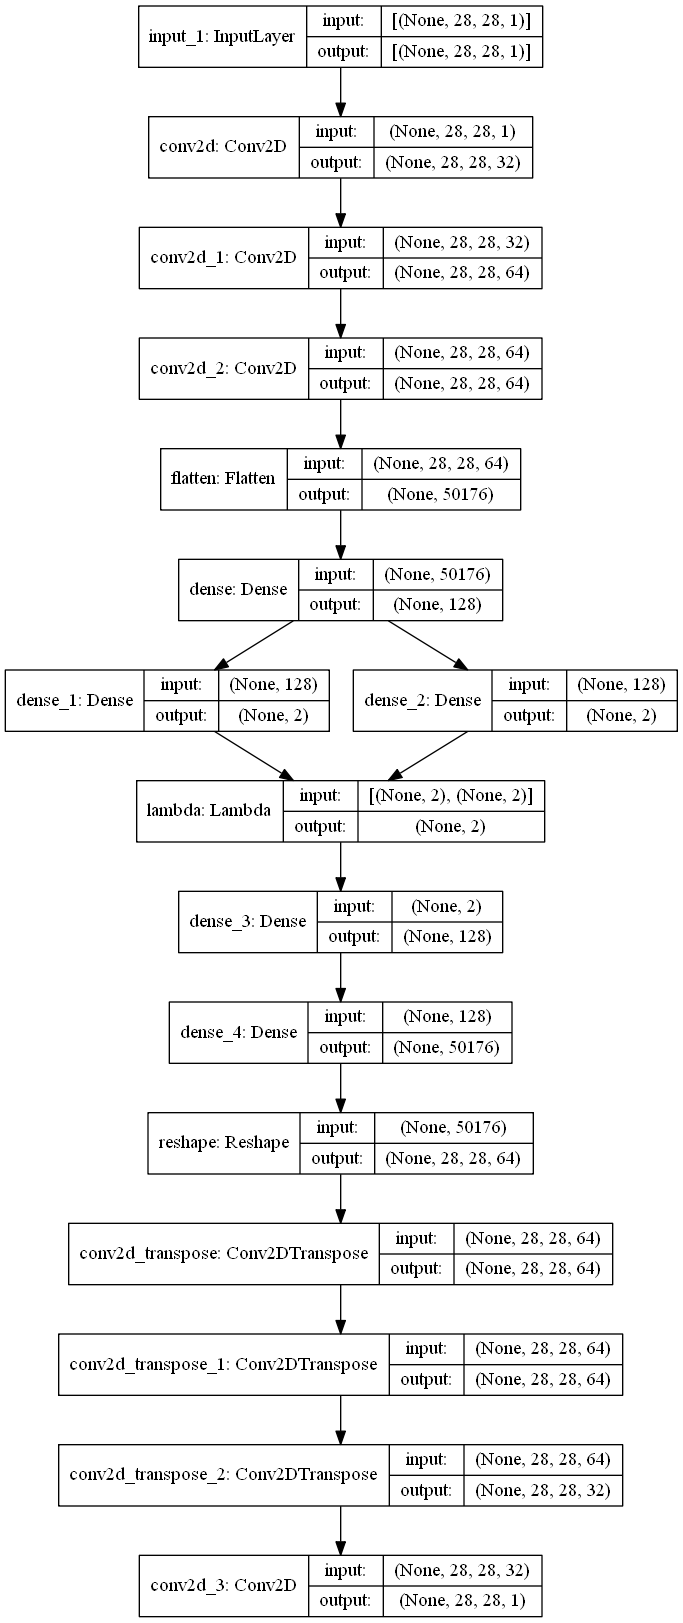 input_1: InputLayer
input: [(None, 28, 28, 1)]
output: [(None, 28, 28, 1)]
conv2d: Conv2D
input: (None, 28, 28, 1)
output: (None, 28, 28, 32)
conv2d_1: Conv2D
input: (None, 28, 28, 32)
output: (None, 28, 28, 64)
conv2d_2: Conv2D
input: (None, 28, 28, 64)
output: (None, 28, 28, 64)
flatten: Flatten
input: (None, 28, 28, 64)
output: (None, 50176)
dense: Dense
input: (None, 50176)
output: (None, 128)
dense_1: Dense
input: (None, 128)
output: (None, 2)
dense_2: Dense
input: (None, 128)
output: (None, 2)
lambda: Lambda
input: [(None, 2), (None, 2)]
output: (None, 2)
dense_3: Dense
input: (None, 2)
output: (None, 128)
dense_4: Dense
input: (None, 128)
output: (None, 50176)
reshape: Reshape
input: (None, 50176)
output: (None, 28, 28, 64)
conv2d_transpose: Conv2DTranspose
input: (None, 28, 28, 64)
output: (None, 28, 28, 64)
conv2d_transpose_1: Conv2DTranspose
input: (None, 28, 28, 64)
output: (None, 28, 28, 64)
conv2d_transpose_2: Conv2DTranspose
input: (None, 28, 28, 64)
output: (None, 28, 28, 32)
conv2d_3: Conv2D
input: (None, 28, 28, 32)
output: (None, 28, 28, 1)